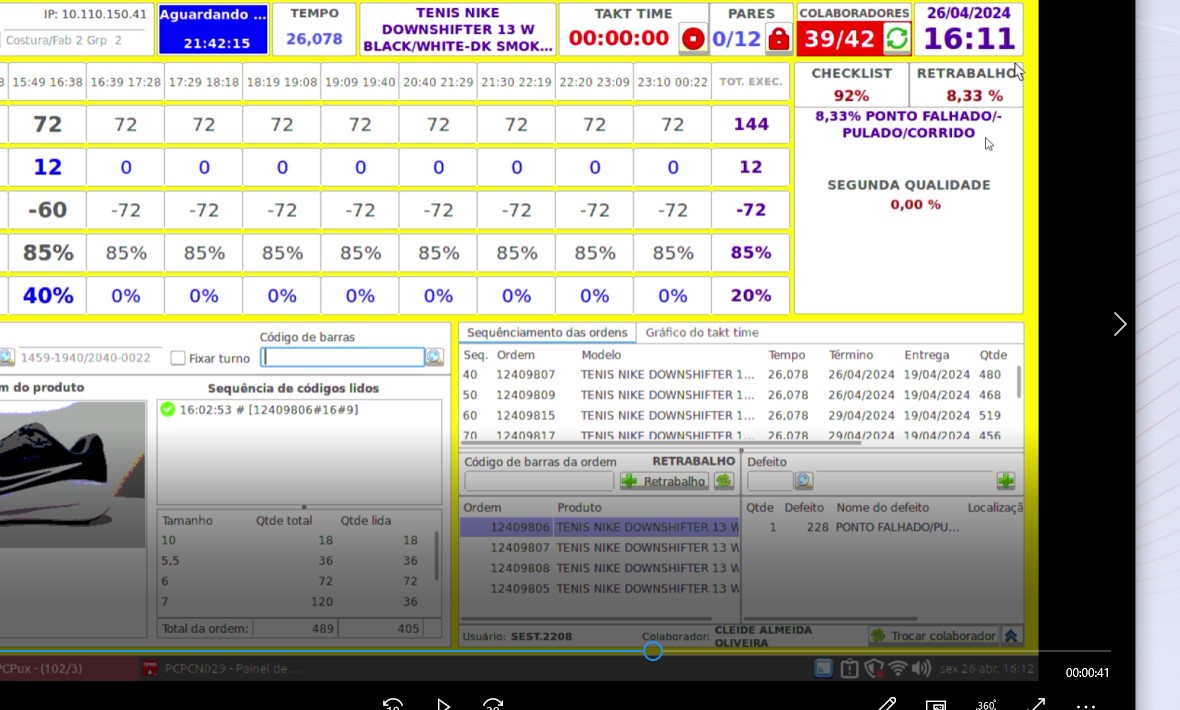 IP: 10.110.150.41
Costura/Fab 2 Grp 2
Aguardando ...
21:42:15
TEMPO
26,078
TENIS NIKE
DOWNSHIFTER 13 W
BLACK/WHITE-DK SMOK...
TAKT TIME
00:00:00
PARES
0/12
COLABORADORES
39/42
26/04/2024
16:11
15:49 16:38 16:39 17:28 17:29 18:18 18:19 19:08 19:09 19:40 20:40 21:29 21:30 22:19 22:20 23:09 23:10 00:22 TOT. EXEC.
72 72 72 72 72 72 72 72 72 144
12 0 0 0 0 0 0 0 0 12
-60 -72 -72 -72 -72 -72 -72 -72 -72 -72
85% 85% 85% 85% 85% 85% 85% 85% 85% 85%
40% 0% 0% 0% 0% 0% 0% 0% 0% 20%
CHECKLIST RETRABALHO
92% 8,33 %
8,33% PONTO FALHADO/-
PULADO/CORRIDO
SEGUNDA QUALIDADE
0,00 %
Código de barras
1459-1940/2040-0022 Fixar turno
m do produto
Sequência de códigos lidos
16:02:53 # [12409806#16#9]
Tamanho Qtde total Qtde lida
10 18 18
5,5 36 36
6 72 72
7 120 36
Total da ordem: 489 405
Sequênciamento das ordens Gráfico do takt time
Seq. Ordem Modelo Tempo Término Entrega Qtde
40 12409807 TENIS NIKE DOWNSHIFTER 1... 26,078 26/04/2024 19/04/2024 480
50 12409809 TENIS NIKE DOWNSHIFTER 1... 26,078 26/04/2024 19/04/2024 468
60 12409815 TENIS NIKE DOWNSHIFTER 1... 26,078 29/04/2024 19/04/2024 519
70 12409817 TENIS NIKE DOWNSHIFTER 1... 26,078 29/04/2024 19/04/2024 456
Código de barras da ordem RETRABALHO Defeito
Retrabalho
Ordem Produto
12409806 TENIS NIKE DOWNSHIFTER 13 W
12409807 TENIS NIKE DOWNSHIFTER 13 W
12409808 TENIS NIKE DOWNSHIFTER 13 W
12409805 TENIS NIKE DOWNSHIFTER 13 W
Qtde Defeito Nome do defeito Localizaçã
1 228 PONTO FALHADO/PU...
Usuário: SEST.2208 Colaborador: CLEIDE ALMEIDA
OLIVEIRA
Trocar colaborador
PCPux - (102/3) PCPCN029 - Painel de ... sex 26 abr, 16:12
00:00:41
10 30 360°